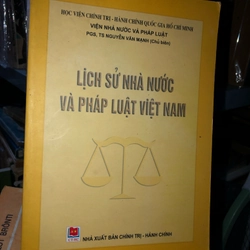 HỌC VIỆN CHÍNH TRỊ - HÀNH CHÍNH QUỐC GIA HỒ CHÍ MINH
VIỆN NHÀ NƯỚC VÀ PHÁP LUẬT
PGS, TS NGUYỄN VĂN MẠNH (Chủ biên)
LỊCH SỬ NHÀ NƯỚC
VÀ PHÁP LUẬT VIỆT NAM
NHÀ XUẤT BẢN CHÍNH TRỊ - HÀNH CHÍNH